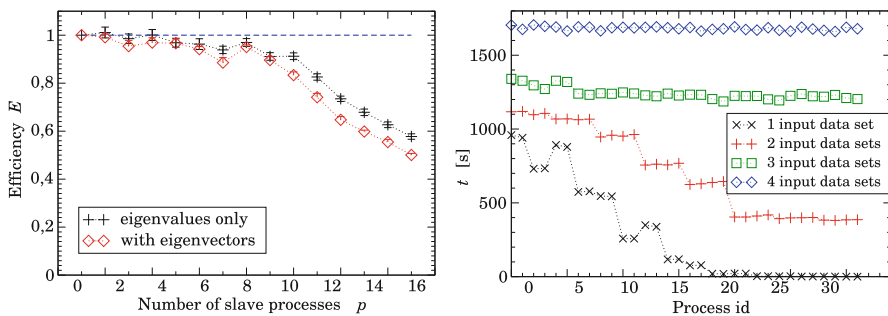 1
0,8
0,6
0,4
0,2
0
Efficiency E
eigenvalues only
with eigenvectors
0 2 4 6 8 10 12 14 16
Number of slave processes p
1500
1000
500
0
t [s]
1 input data set
2 input data sets
3 input data sets
4 input data sets
0 5 10 15 20 25 30
Process id